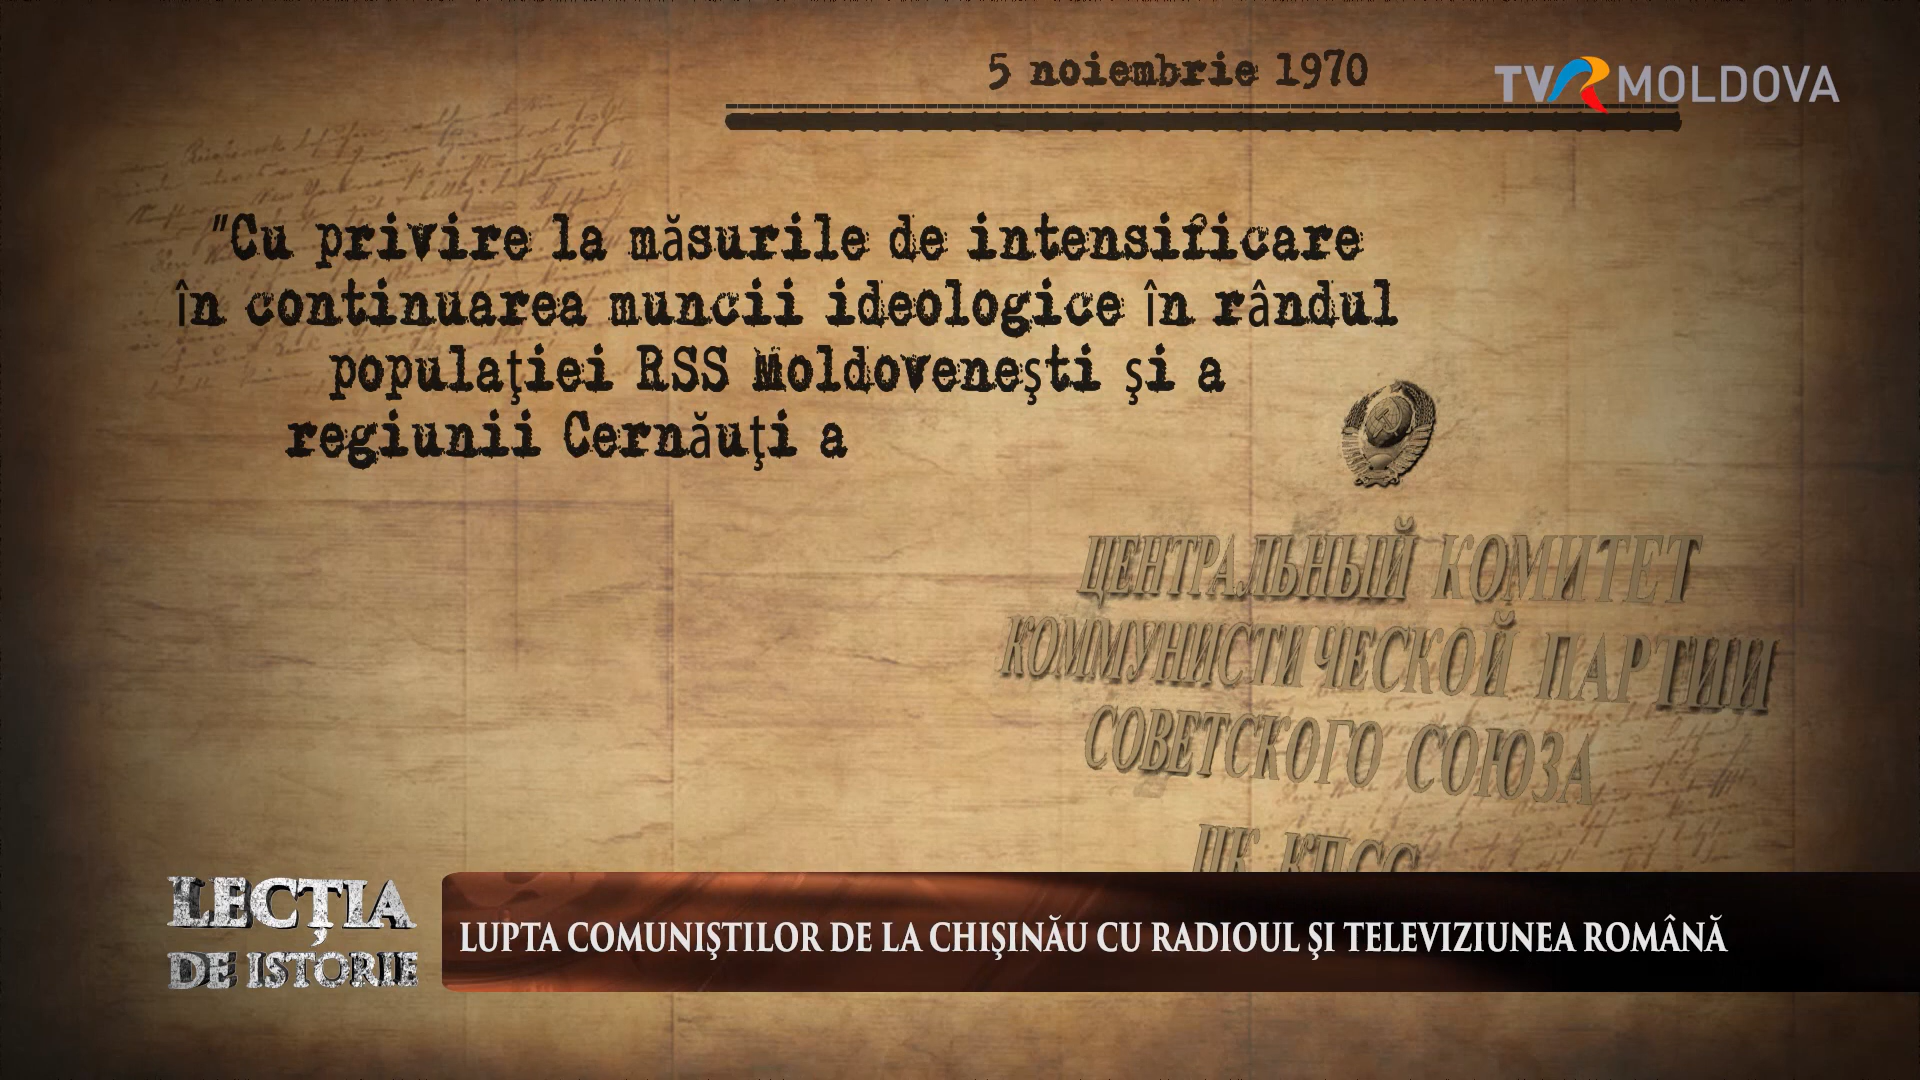 5 noiembrie 1970
TVR MOLDOVA
"Cu privire la măsurile de intensificare
în continuarea muncii ideologice în rândul
populaţiei RSS Moldoveneşti şi a
regiunii Cernăuţi a
ЦЕНТРАЛЬНЫЙ КОМИТЕТ
КОММУНИСТИЧЕСКОЙ ПАРТИИ
СОВЕТСКОГО СОЮЗА
ЦК КПСС
LECȚIA
DE ISTORIE
LUPTA COMUNIŞTILOR DE LA CHIŞINĂU CU RADIOUL ŞI TELEVIZIUNEA ROMÂNĂ